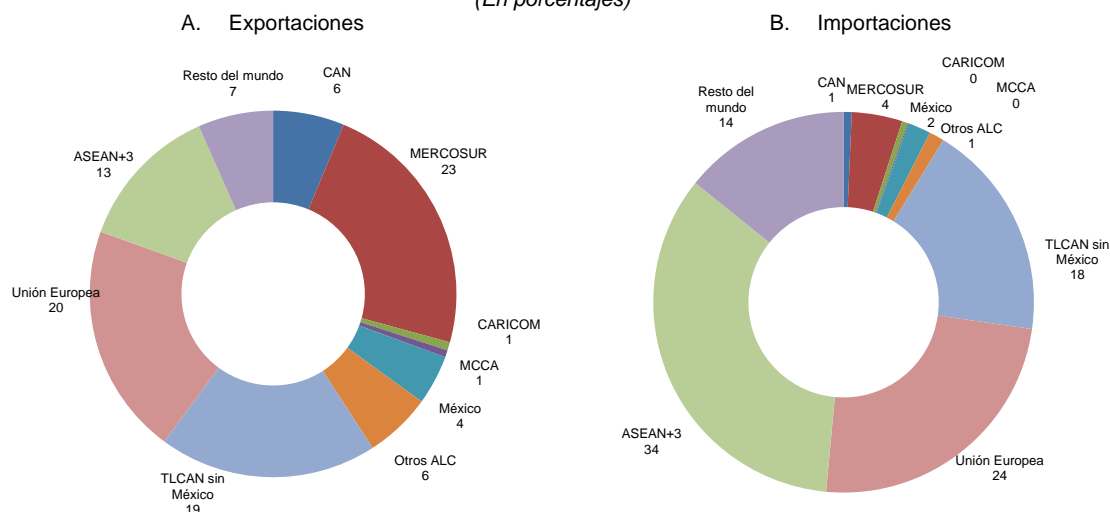 (En porcentajes)
A. Exportaciones
Resto del mundo
7
CAN
6
MERCOSUR
23
CARICOM
1
MCCA
1
México
4
Otros ALC
6
TLCAN sin
México
19
Unión Europea
20
ASEAN+3
13
B. Importaciones
CAN
1
MERCOSUR
4
CARICOM
0
MCCA
0
México
2
Otros ALC
1
TLCAN sin
México
18
Unión Europea
24
ASEAN+3
34
Resto del
mundo
14